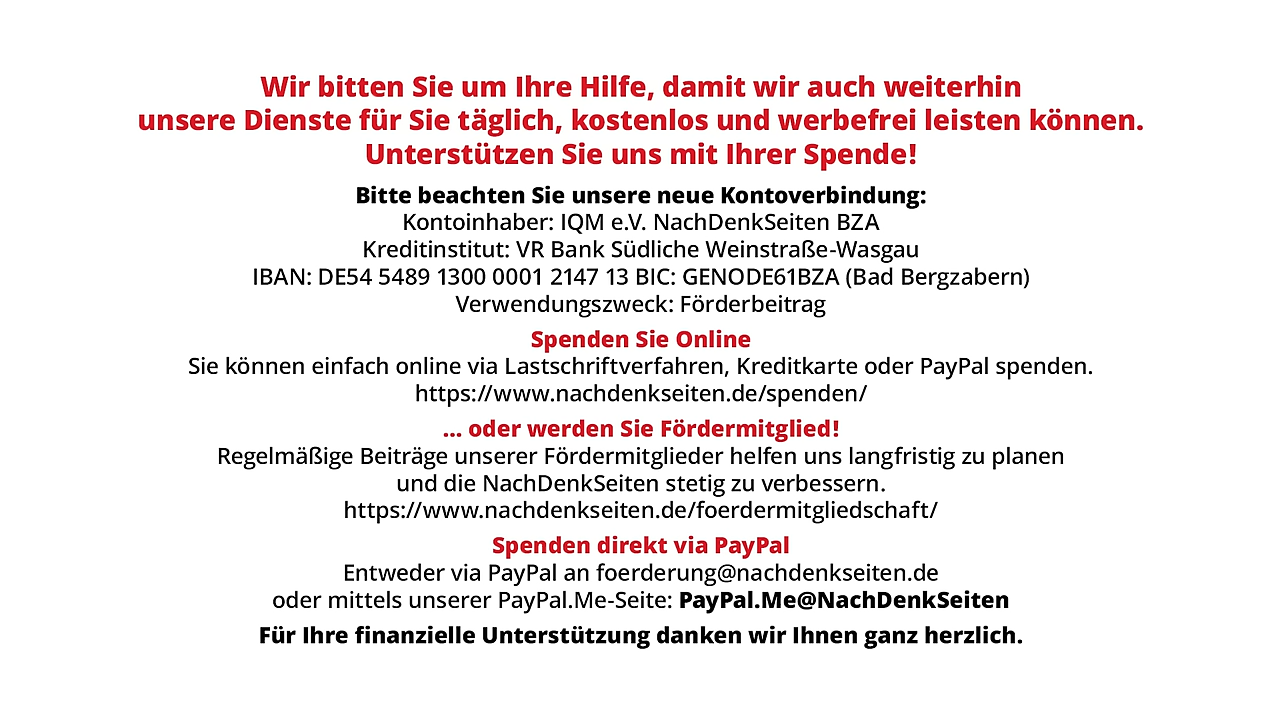 Wir bitten Sie um Ihre Hilfe, damit wir auch weiterhin
unsere Dienste für Sie täglich, kostenlos und werbefrei leisten können.
Unterstützen Sie uns mit Ihrer Spende!
Bitte beachten Sie unsere neue Kontoverbindung:
Kontoinhaber: IQM e.V. NachDenkSeiten BZA
Kreditinstitut: VR Bank Südliche Weinstraße-Wasgau
IBAN: DE54 5489 1300 0001 2147 13 BIC: GENODE61BZA (Bad Bergzabern)
Verwendungszweck: Förderbeitrag
Spenden Sie Online
Sie können einfach online via Lastschriftverfahren, Kreditkarte oder PayPal spenden.
https://www.nachdenkseiten.de/spenden/
... oder werden Sie Fördermitglied!
Regelmäßige Beiträge unserer Fördermitglieder helfen uns langfristig zu planen
und die NachDenkSeiten stetig zu verbessern.
https://www.nachdenkseiten.de/foerdermitgliedschaft/
Spenden direkt via PayPal
Entweder via PayPal an foerderung@nachdenkseiten.de
oder mittels unserer PayPal.Me-Seite: PayPal.Me@NachDenkSeiten
Für Ihre finanzielle Unterstützung danken wir Ihnen ganz herzlich.